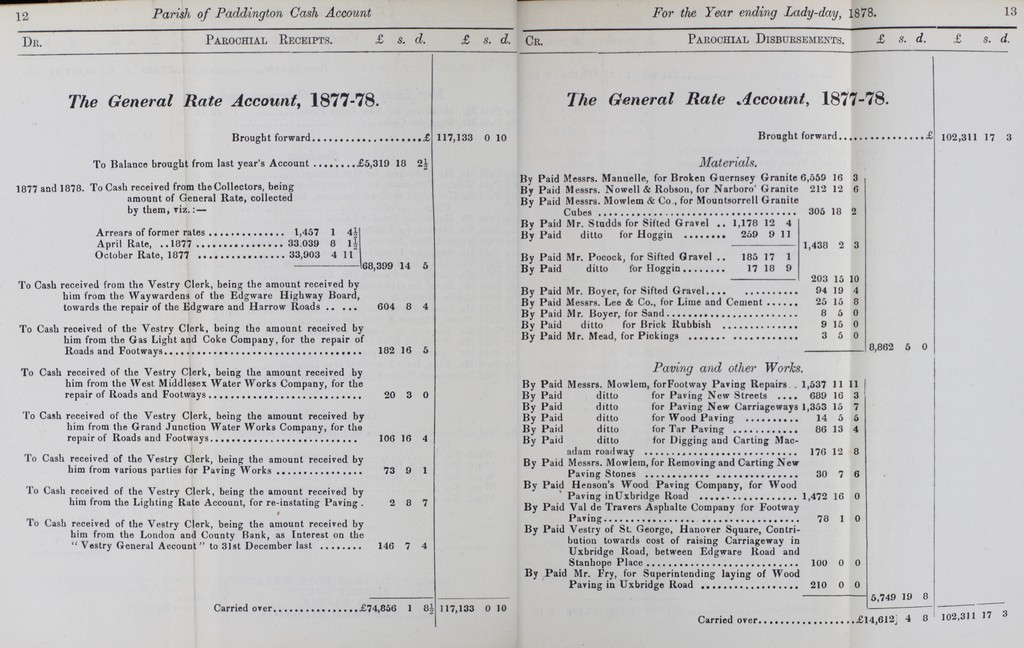 12 Parish of Paddington Cash Account
DR. PAROCHIAL RECEIPTS. £ s. d. £ s. d.
The General Rate Account, 1877-78.
Brought forward....................£ 117,133 0 10
To Balance brought from last year's Account ........£5,319 18 2½
1877 and 1878. To Cash received from the Collectors, being
amount of General Rate, collected
by them, viz.:—
Arrears of former rates .............. 1,457 1 4½
April Rate, ..1877 ................ 33.039 8 1½
October Rate, 1877 ................ 33,903 4 11
68,399 14 5
To Cash received from the Vestry Clerk, being the amount received by
him from the Waywardens of the Edgware Highway Board,
towards the repair of the Edgware and Harrow Roads .. .... 604 8 4
To Cash received of the Vestry Clerk, being the amount received by
him from the Gas Light and Coke Company, for the repair of
Roads and Footways.................................... 182 16 5
To Cash received of the Vestry Clerk, being the amount received by
him from the West Middlesex Water Works Company, for the
repair of Roads and Footways............................ 20 3 0
To Cash received of the Vestry Clerk, being the amount received by
him from the Grand Junction Water Works Company, for the
repair of Roads and Footways........................... 106 16 4
To Cash received of the Vestry Clerk, being the amount received by
him from various parties for Paving Works ................ 73 9 1
To Cash received of the Vestry Clerk, being the amount received by
him from the Lighting Rate Account, for re-instating Paving . 2 8 7
To Cash received of the Vestry Clerk, being the amount received by
him from the London and County Bank, as Interest on the
"Vestry General Account" to 31st December last ........ 146 7 4
Carried over................£74,856 1 8½ 117,133 0 10
For the Year ending Lady-day, 1878. 13
CR. PAROCHIAL DISBURSEMENTS. £ s. d. £ s. d.
The General Rate Account, 1877-78.
Brought forward................£ 102,311 17 3
Materials.
By Paid Messrs. Manuelle, for Broken Guernsey Granite 6,559 16 3
By Paid Messrs. Nowell & Robson, for Narboro' Granite 212 12 6
By Paid Messrs. Mowlem & Co., for Mountsorrell Granite
Cubes .................................... 305 18 2
By Paid Mr. Studds for Sifted Gravel .. 1,178 12 4
By Paid ditto for Hoggin ........ 259 9 11
1,438 2 3
By Paid Mr. Pocock, for Sifted Gravel .. 185 17 1
By Paid ditto for Hoggin........ 17 18 9
203 15 10
By Paid Mr. Boyer, for Sifted Gravel.... .......... 94 19 4
By Paid Messrs. Lee & Co., for Lime and Cement ...... 25 15 8
By Paid Mr. Boyer, for Sand........................ 8 5 0
By Paid ditto for Brick Rubbish .............. 9 15 0
By Paid Mr. Mead, for Pickings ....... ............ 3 5 0
8,862 5 0
Paving and other Works.
By Paid Messrs. Mowlem, for Footway Paving Repairs. . 1,537 11 11
By Paid ditto for Paving New Streets .... 689 16 3
By Paid ditto for Paving New Carriageways 1,353 15 7
By Paid ditto for Wood Paving .......... 14 5 5
By Paid ditto for Tar Paving ............ 86 13 4
By Paid ditto for Digging and Carting Mac-
adam roadway ............................ 176 12 8
By Paid Messrs. Mowlem, for Removing and Carting New
Paving Stones ............................ 30 7 6
By Paid Henson's Wood Paving Company, for Wood
Paving in Uxbridge Road .................. 1,472 16 0
By Paid Val de Travers Asphalte Company for Footway
Paving.................................... 78 1 0
By Paid Vestry of St. George, Hanover Square, Contri-
bution towards cost of raising Carriageway in
Uxbridge Road, between Edgware Road and
Stanhope Place ............................ 100 0 0
By Paid Mr. Fry, for Superintending laying of Wood
Paving in Uxbridge Road .................. 210 0 0
5,749 19 8
Carried over..................£14,612 4 8 102,311 17 3